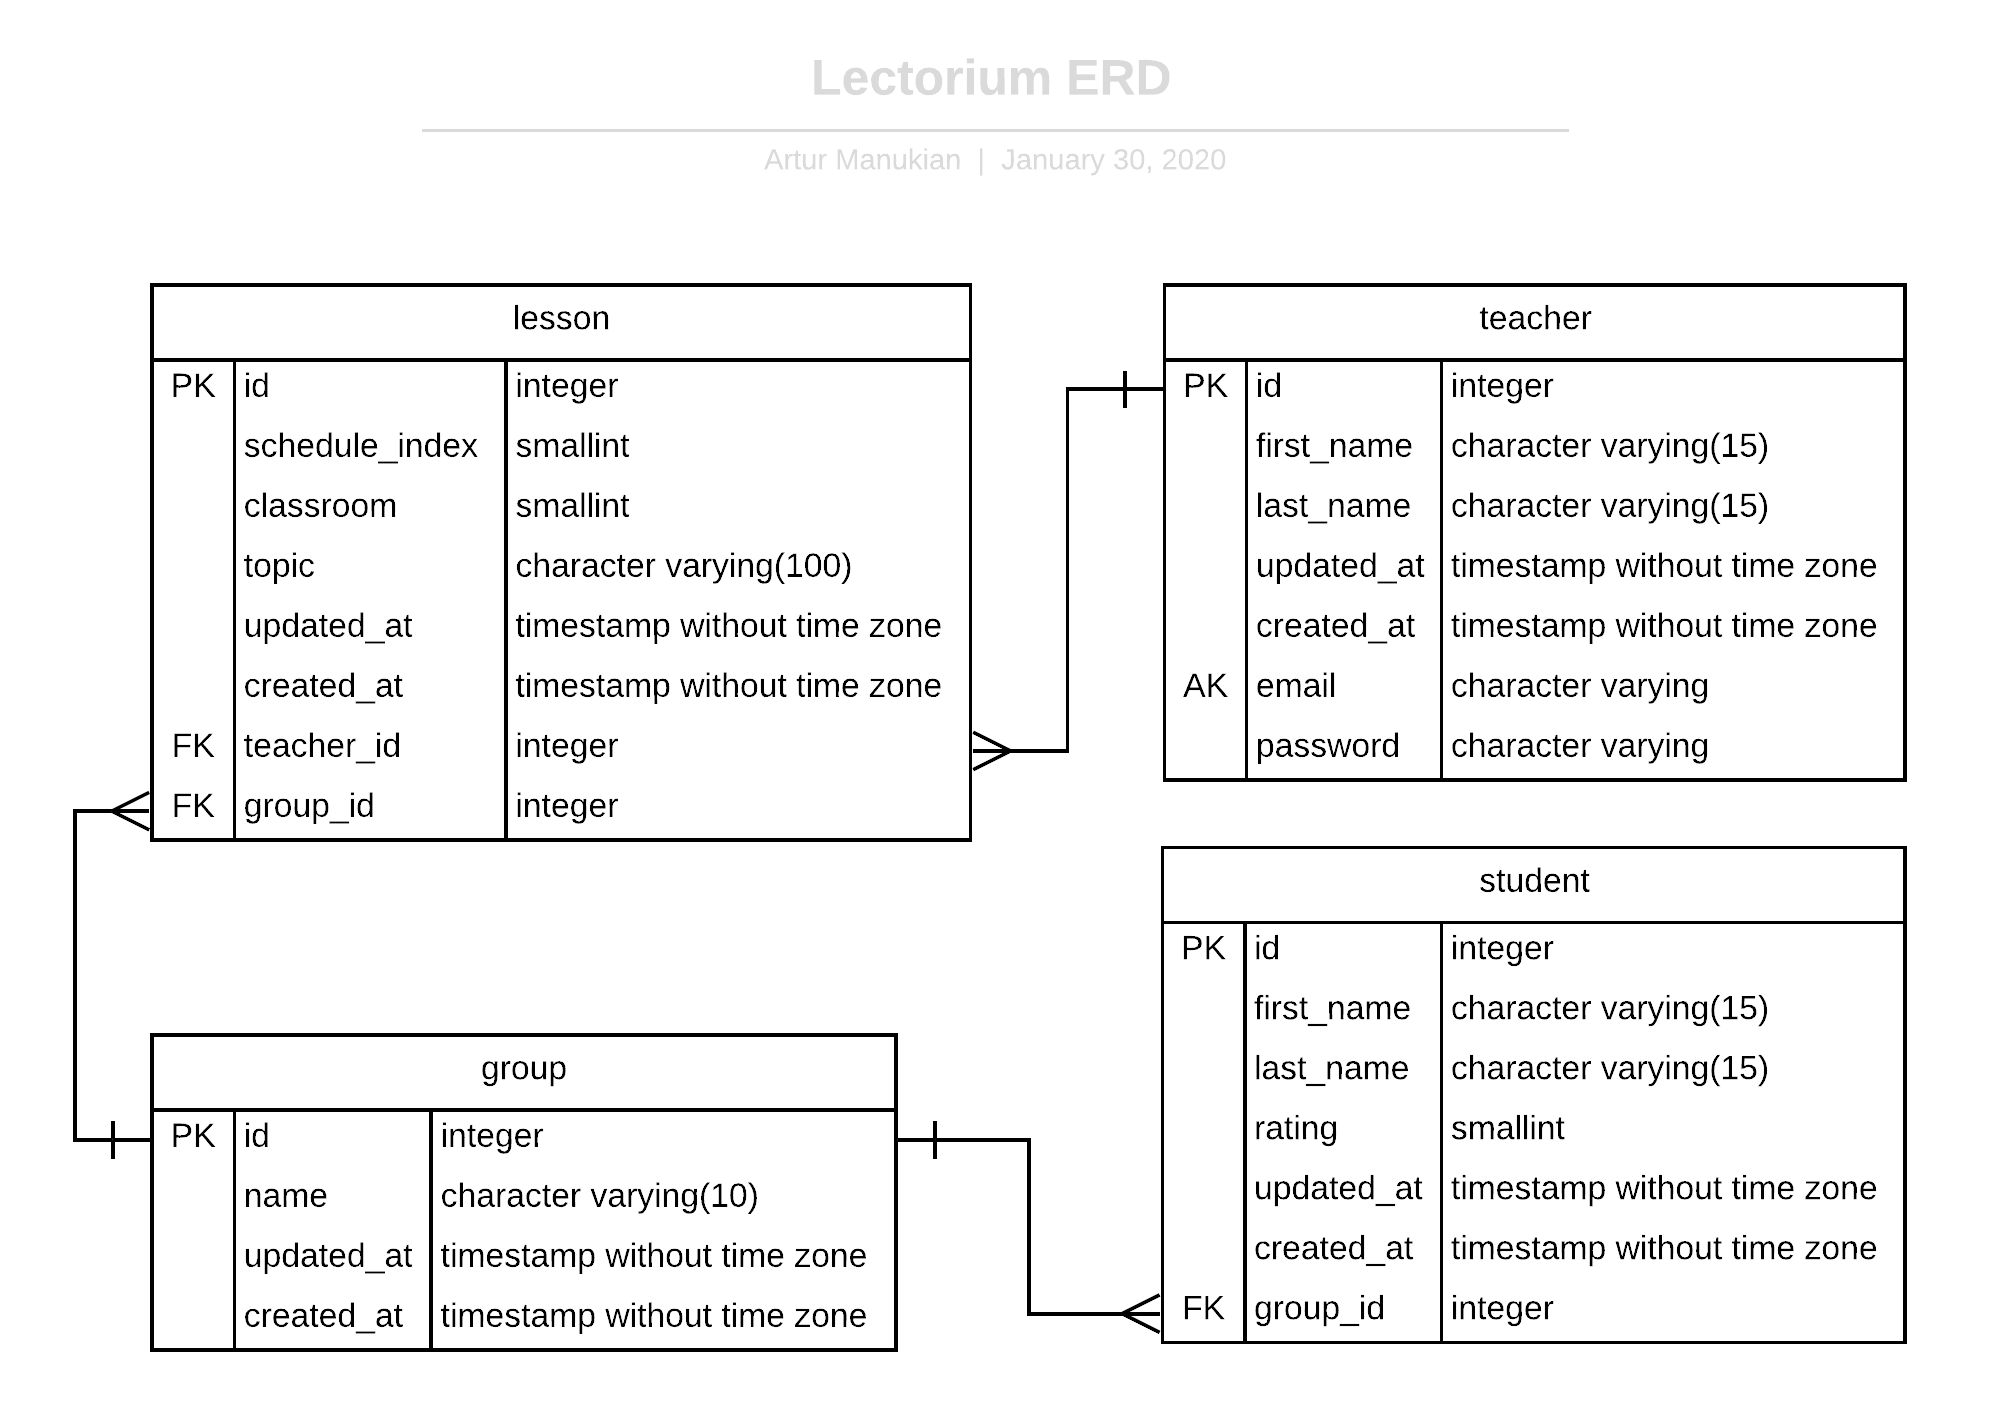 Lectorium ERD
Artur Manukian | January 30, 2020
lesson
PK id integer
schedule_index smallint
classroom smallint
topic character varying(100)
updated_at timestamp without time zone
created_at timestamp without time zone
FK teacher_id integer
FK group_id integer
teacher
PK id integer
first_name character varying(15)
last_name character varying(15)
updated_at timestamp without time zone
created_at timestamp without time zone
AK email character varying
password character varying
group
PK id integer
name character varying(10)
updated_at timestamp without time zone
created_at timestamp without time zone
student
PK id integer
first_name character varying(15)
last_name character varying(15)
rating smallint
updated_at timestamp without time zone
created_at timestamp without time zone
FK group_id integer